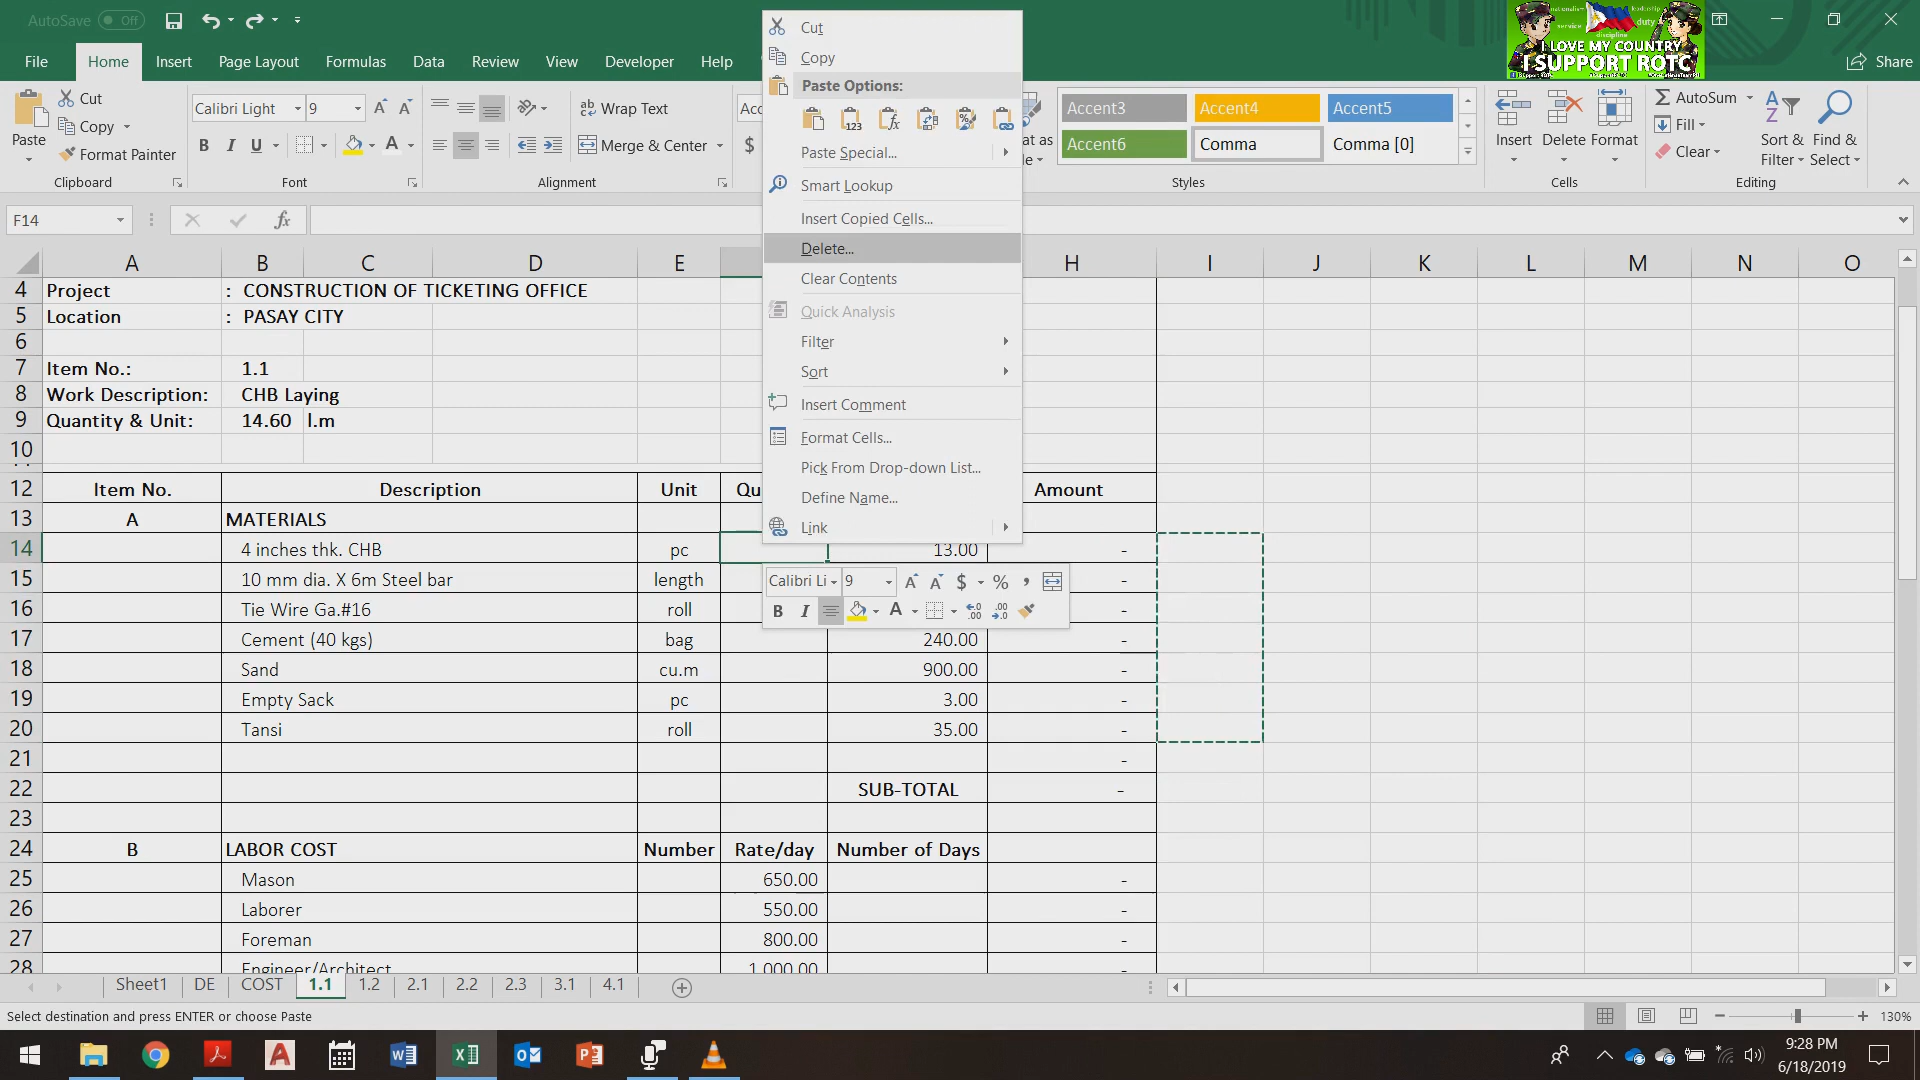 AutoSave Off
nationalism leadership
service duty
discipline
I LOVE MY COUNTRY
I SUPPORT ROTC
File Home Insert Page Layout Formulas Data Review View Developer Help Share
Cut
Copy
Format Painter
Paste
Clipboard
Calibri Light 9
B I U
Font
Wrap Text
Merge & Center
Alignment
Acc
$
at as
le
Accent3 Accent4 Accent5
Accent6 Comma Comma [0]
Styles
Insert Delete Format
Cells
AutoSum
Fill
Clear
Sort & Filter
Find & Select
Editing
Cut
Copy
Paste Options:
Paste Special...
Smart Lookup
Insert Copied Cells...
Delete...
Clear Contents
Quick Analysis
Filter
Sort
Insert Comment
Format Cells...
Pick From Drop-down List...
Define Name...
Link
F14 fx
A B C D E H I J K L M N O
4 Project : CONSTRUCTION OF TICKETING OFFICE
5 Location : PASAY CITY
6
7 Item No.: 1.1
8 Work Description: CHB Laying
9 Quantity & Unit: 14.60 l.m
10
12 Item No. Description Unit Qu Amount
13 A MATERIALS
14 4 inches thk. CHB pc 13.00 -
15 10 mm dia. X 6m Steel bar length -
16 Tie Wire Ga.#16 roll -
17 Cement (40 kgs) bag 240.00 -
18 Sand cu.m 900.00 -
19 Empty Sack pc 3.00 -
20 Tansi roll 35.00 -
21 -
22 SUB-TOTAL -
23
24 B LABOR COST Number Rate/day Number of Days
25 Mason 650.00 -
26 Laborer 550.00 -
27 Foreman 800.00 -
28 Engineer/Architect 1,000.00 -
Calibri Li 9 A A $ % ,
B I A
Sheet1 DE COST 1.1 1.2 2.1 2.2 2.3 3.1 4.1
Select destination and press ENTER or choose Paste
130%
9:28 PM
6/18/2019